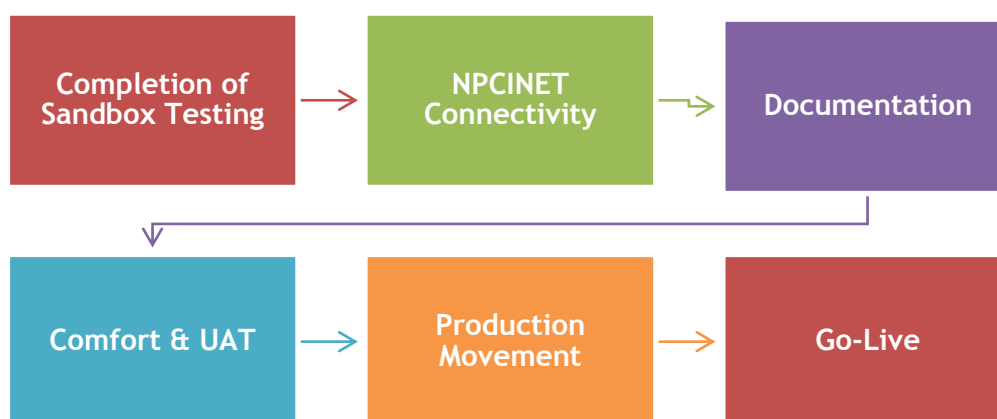 Completion of
Sandbox Testing
NPCINET
Connectivity
Documentation
Comfort & UAT
Production
Movement
Go-Live